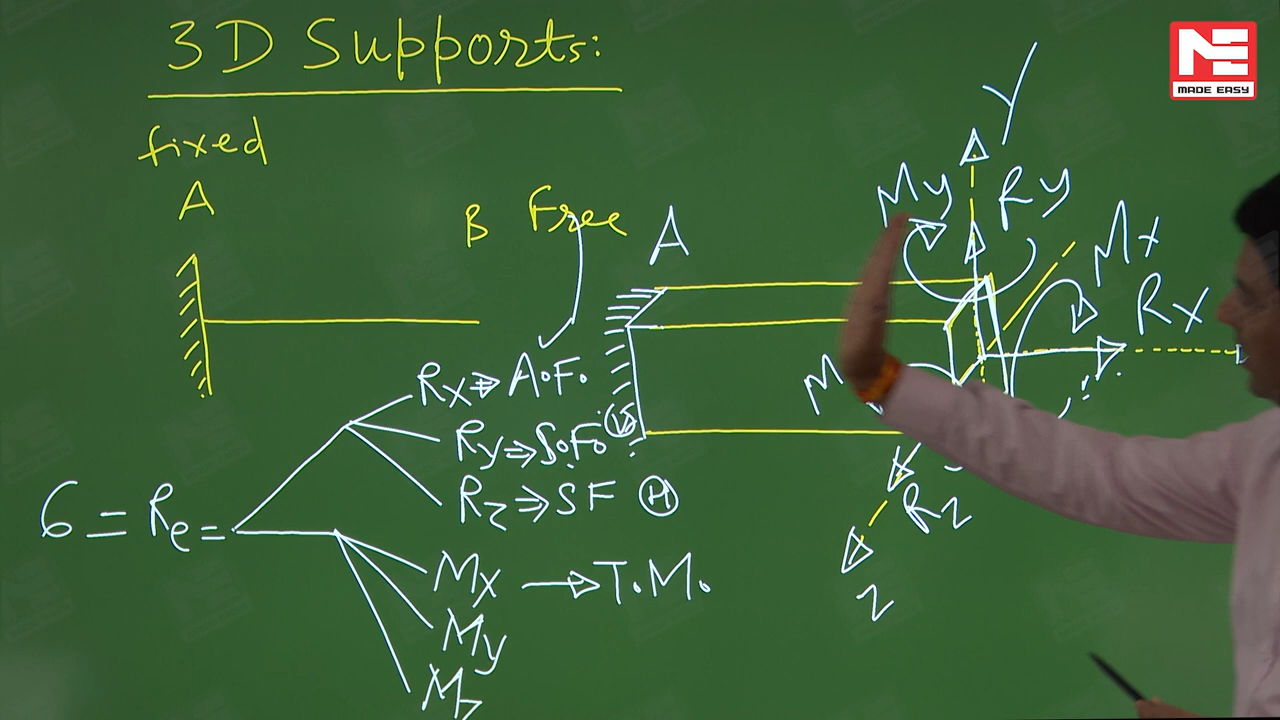 3D Supports:
fixed
A
B Free
A
Y
My
Ry
Mx
Rx
M
Rx ⇒ A.F.
Ry ⇒ S.F. (V)
Rz ⇒ SF (H)
6 = Re =
Rz
Z
Mx → T.M.
My
Mz
MADE EASY